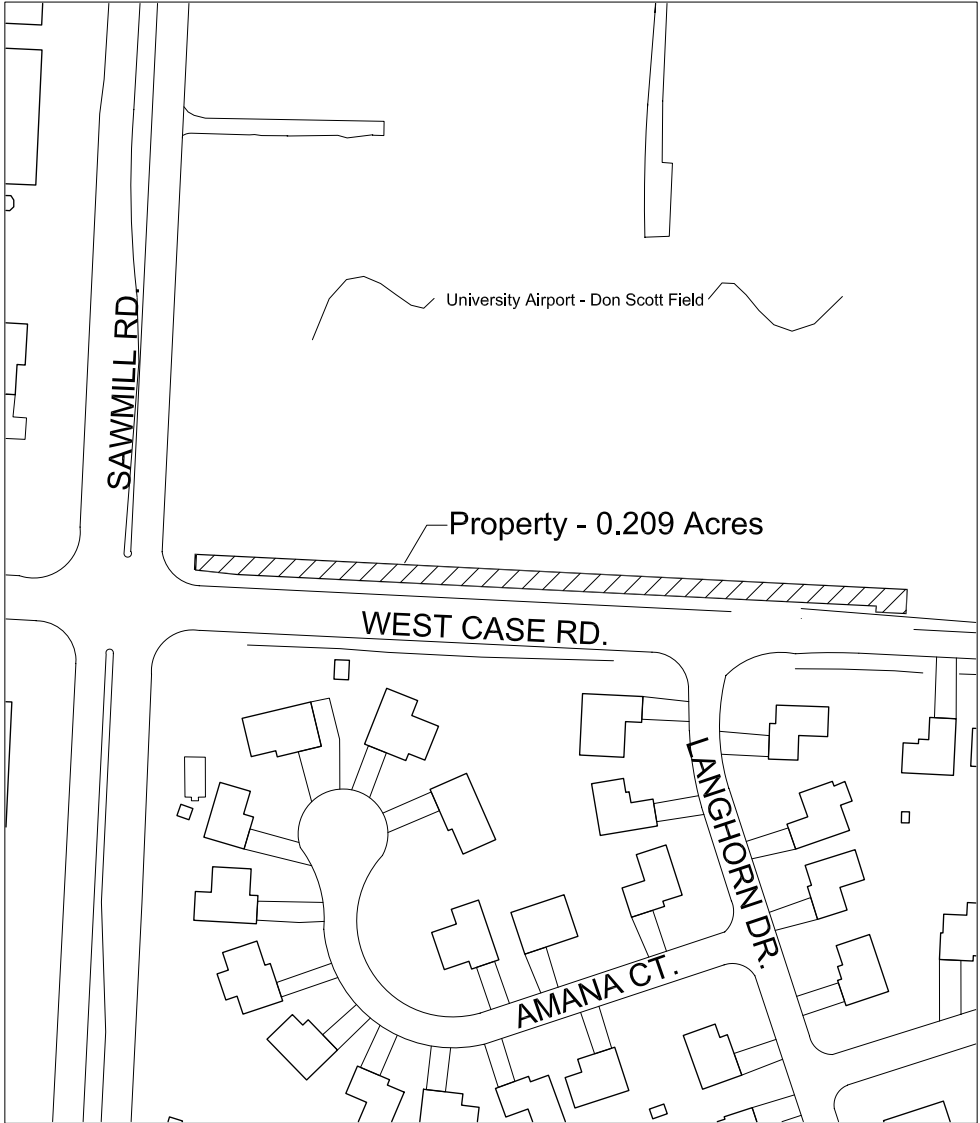 University Airport - Don Scott Field
SAWMILL RD.
Property - 0.209 Acres
WEST CASE RD.
LANGHORN DR.
AMANA CT.